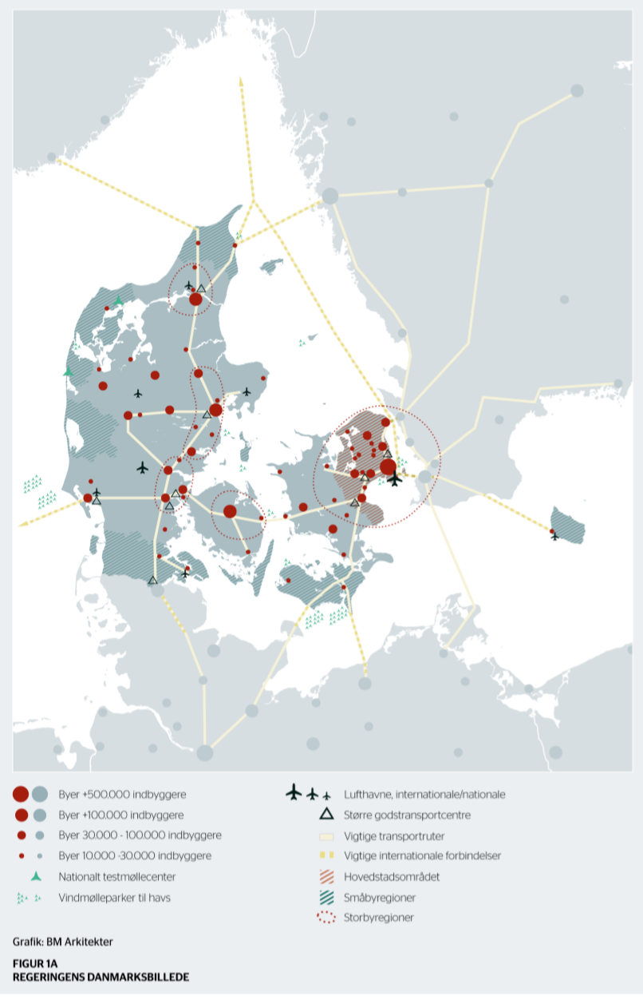 Byer +500.000 indbyggere
Byer +100.000 indbyggere
Byer 30.000 - 100.000 indbyggere
Byer 10.000 -30.000 indbyggere
Nationalt testmøllecenter
Vindmølleparker til havs
Lufthavne, internationale/nationale
Større godstransportcentre
Vigtige transportruter
Vigtige internationale forbindelser
Hovedstadsområdet
Småbyregioner
Storbyregioner
Grafik: BM Arkitekter
FIGUR 1A
REGERINGENS DANMARKSBILLEDE